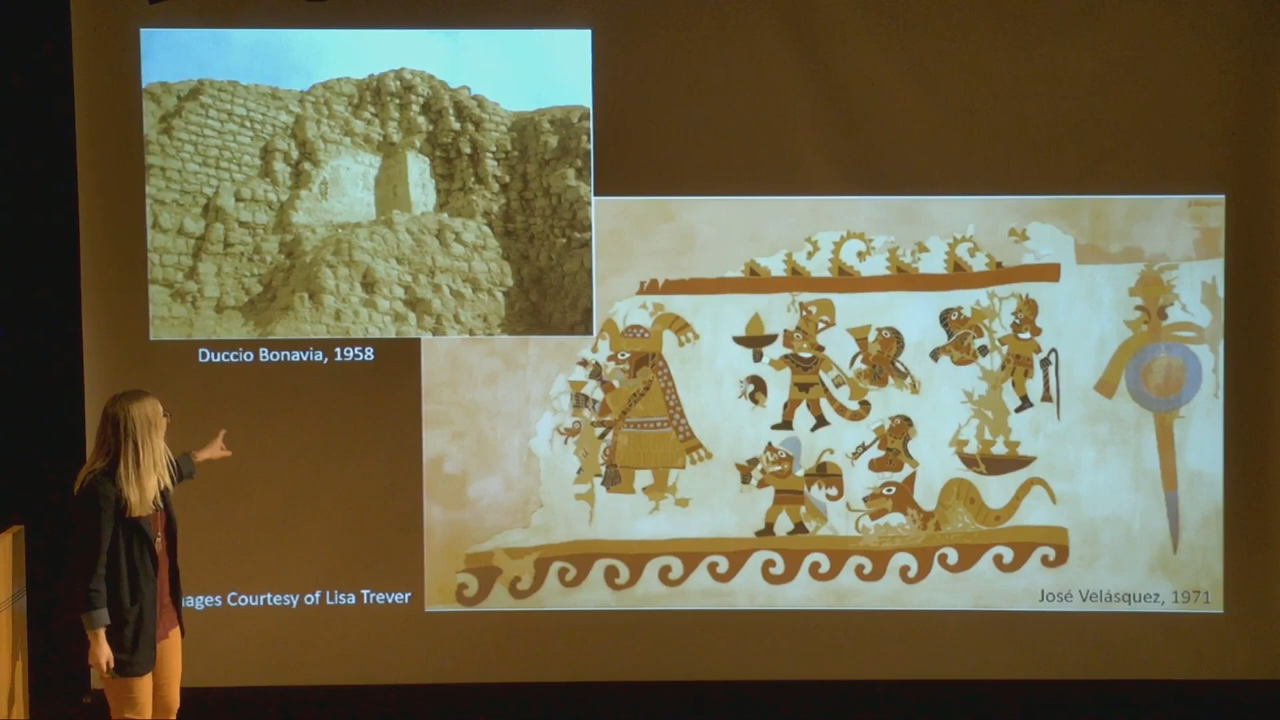 Duccio Bonavia, 1958
ages Courtesy of Lisa Trever
José Velásquez, 1971